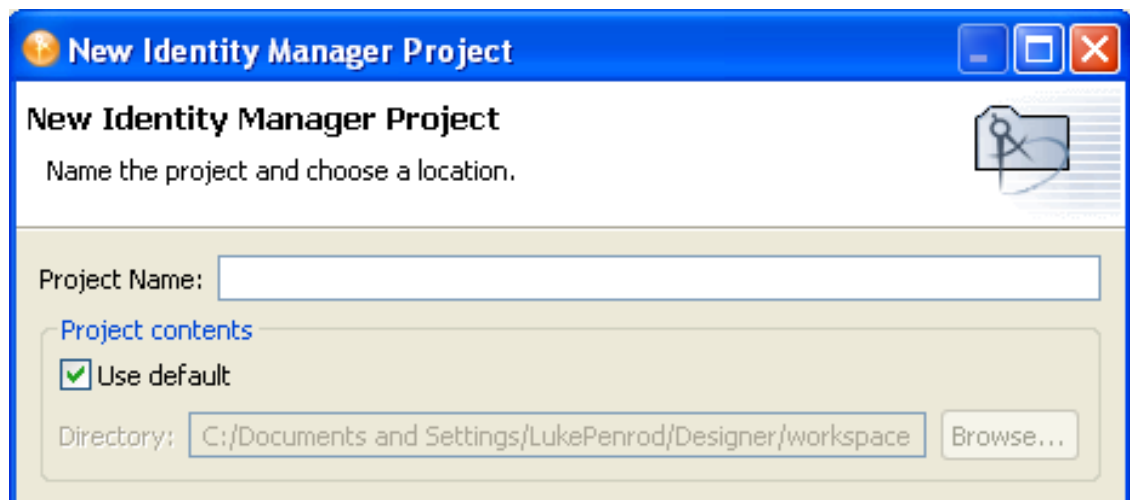 New Identity Manager Project
New Identity Manager Project
Name the project and choose a location.
Project Name:
Project contents
Use default
Directory: C:/Documents and Settings/LukePenrod/Designer/workspace Browse...